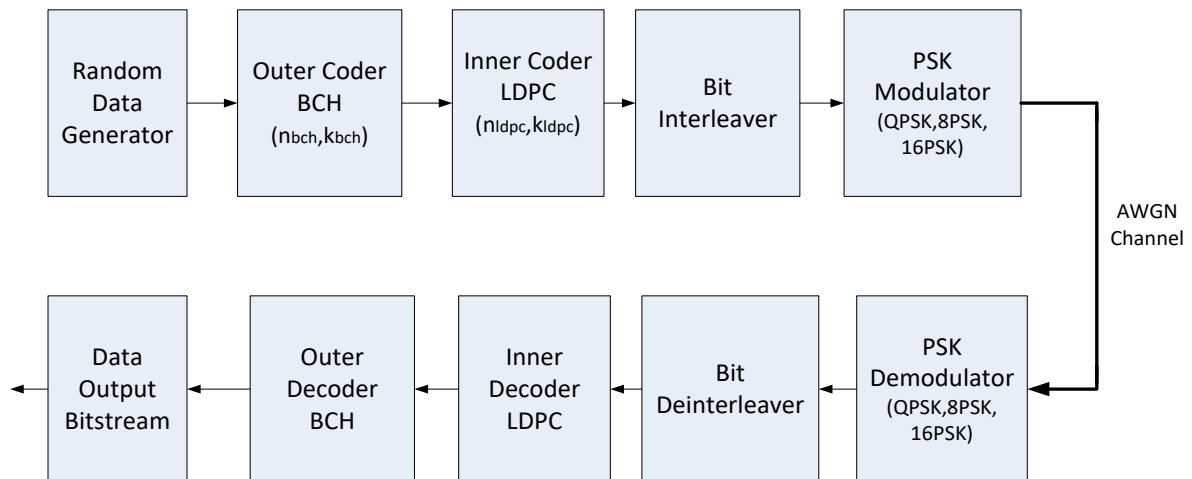 Random
Data
Generator
Outer Coder
BCH
(nbch,kbch)
Inner Coder
LDPC
(nldpc,kldpc)
Bit
Interleaver
PSK
Modulator
(QPSK,8PSK,
16PSK)
AWGN
Channel
Data
Output
Bitstream
Outer
Decoder
BCH
Inner
Decoder
LDPC
Bit
Deinterleaver
PSK
Demodulator
(QPSK,8PSK,
16PSK)